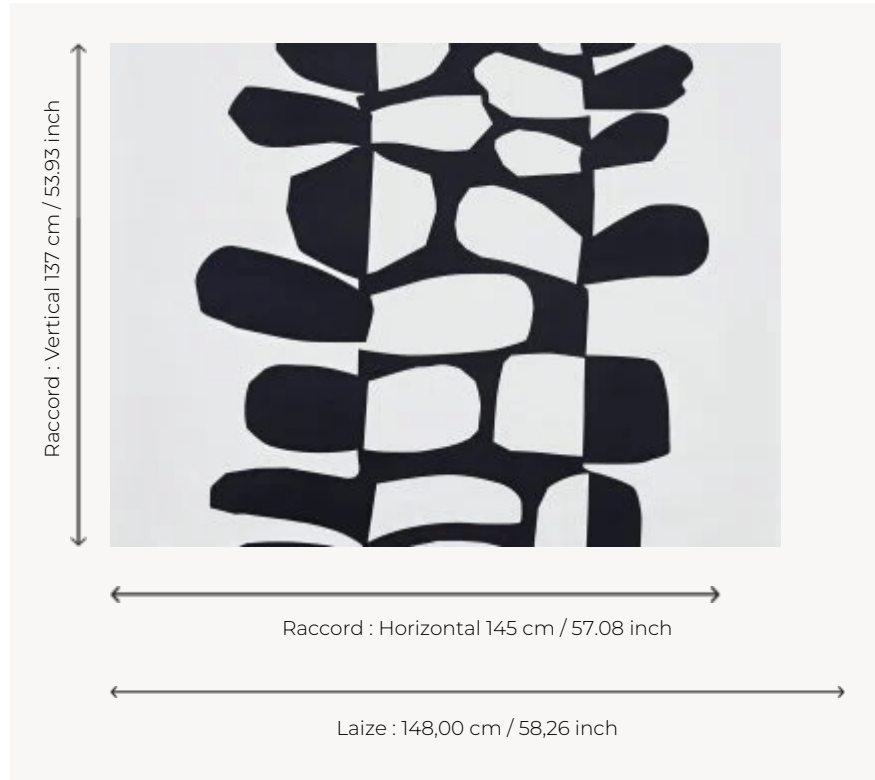 Raccord : Vertical 137 cm / 53.93 inch
Raccord : Horizontal 145 cm / 57.08 inch
Laize : 148,00 cm / 58,26 inch